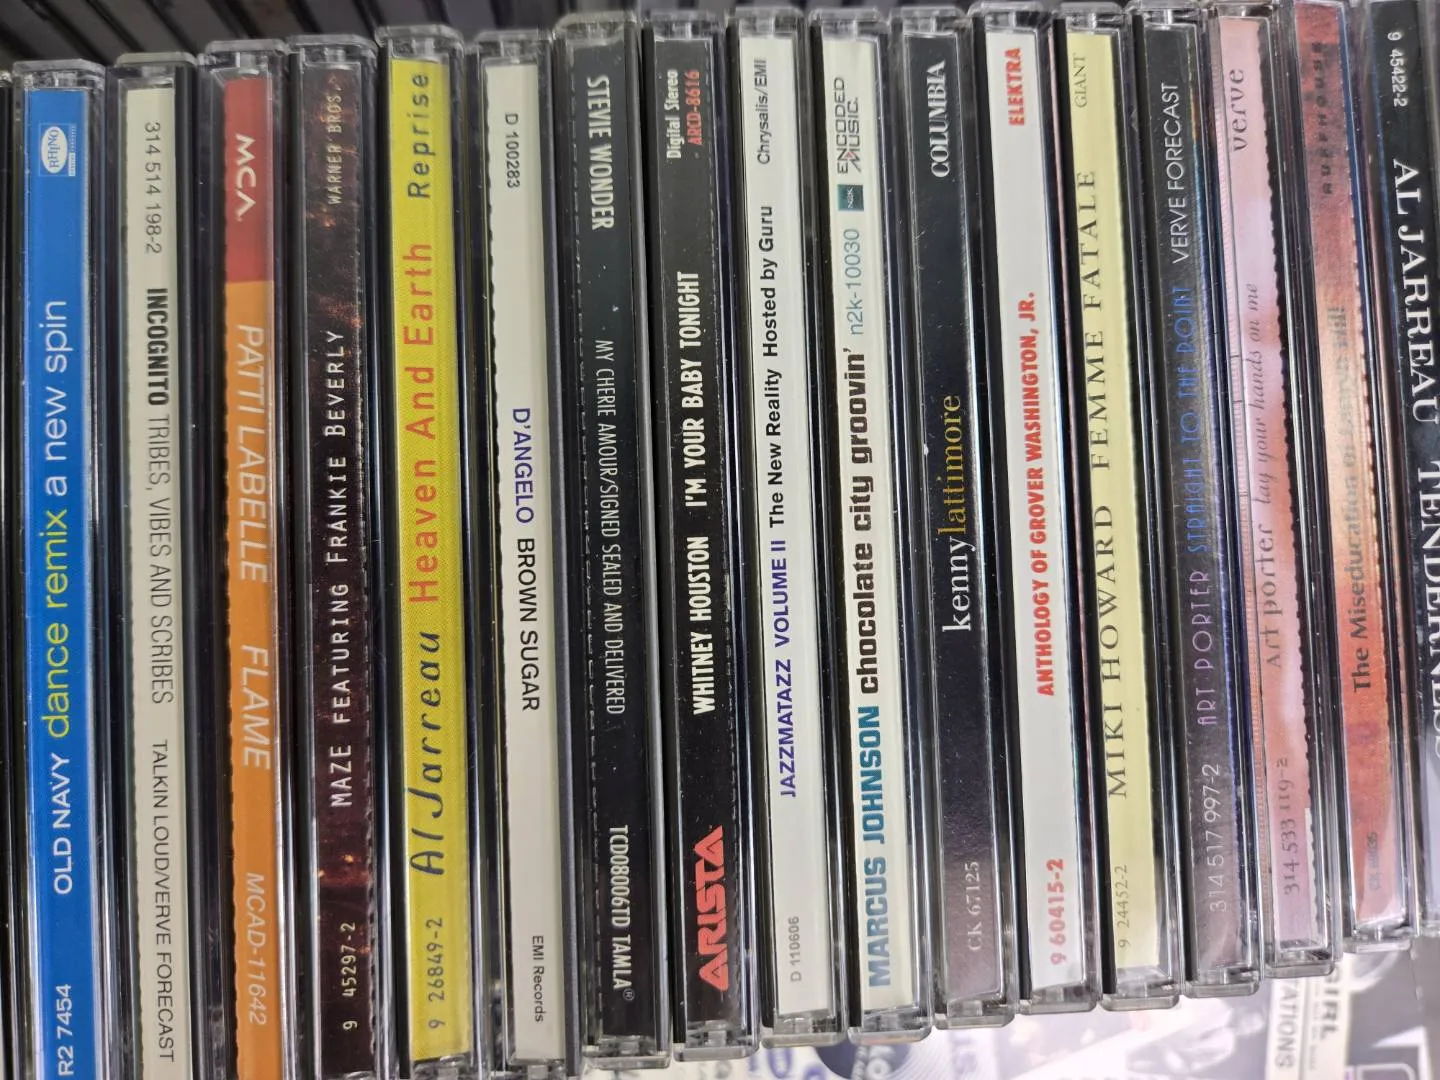 RHINO OLD NAVY dance remix a new spin R2 7454
314 514 198-2 INCOGNITO TRIBES, VIBES AND SCRIBES TALKIN LOUD/VERVE FORECAST
MCA. PATTI LABELLE FLAME MCAD-11642
WARNER BROS. MAZE FEATURING FRANKIE BEVERLY 9 45297-2
Al Jarreau Heaven And Earth Reprise 9 26849-2
D 100283 D'ANGELO BROWN SUGAR EMI Records
STEVIE WONDER MY CHERIE AMOUR/SIGNED SEALED AND DELIVERED TCD08006TD TAMLA®
Digital Stereo ARCD-8616 WHITNEY HOUSTON I'M YOUR BABY TONIGHT ARISTA
Chrysalis/EMI JAZZMATAZZ VOLUME II The New Reality Hosted by Guru D 110606
MARCUS JOHNSON chocolate city groovin' n2k-10030 N2K ENCODED MUSIC.
COLUMBIA kennylattimore CK 67125
ELEKTRA ANTHOLOGY OF GROVER WASHINGTON, JR. 9 60415-2
GIANT MIKI HOWARD FEMME FATALE 9 24452-2
314 517 997-2 ART PORTER STRAIGHT TO THE POINT VERVE FORECAST
verve Art porter lay your hands on me 314 533 119-2
RUFFHOUSE The Miseducation
9 45422-2 AL JARREAU TENDERNESS
TATIONS
GIRL